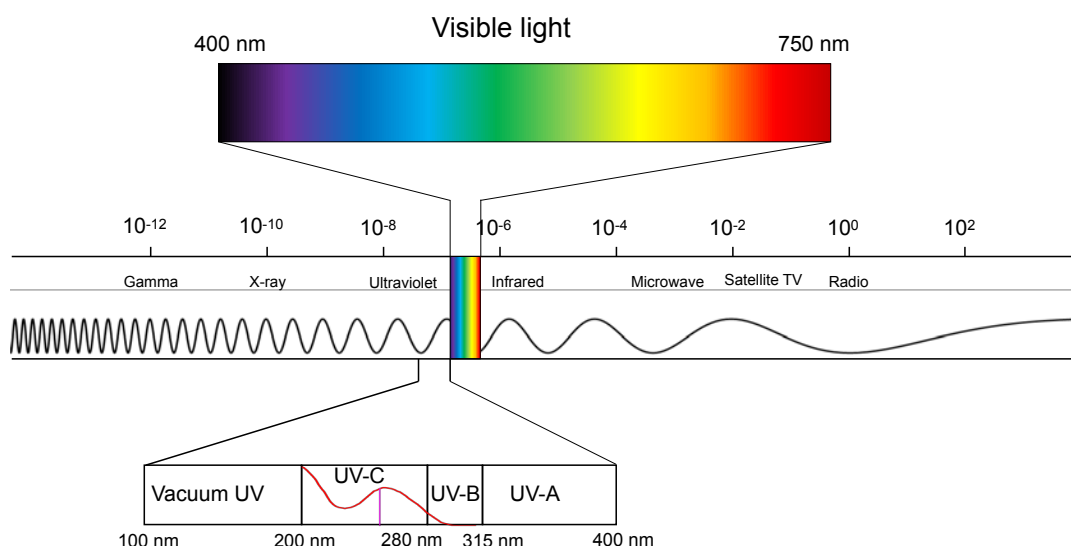 Visible light
400 nm 750 nm
10-12 10-10 10-8 10-6 10-4 10-2 100 102
Gamma X-ray Ultraviolet Infrared Microwave Satellite TV Radio
Vacuum UV UV-C UV-B UV-A
100 nm 200 nm 280 nm 315 nm 400 nm